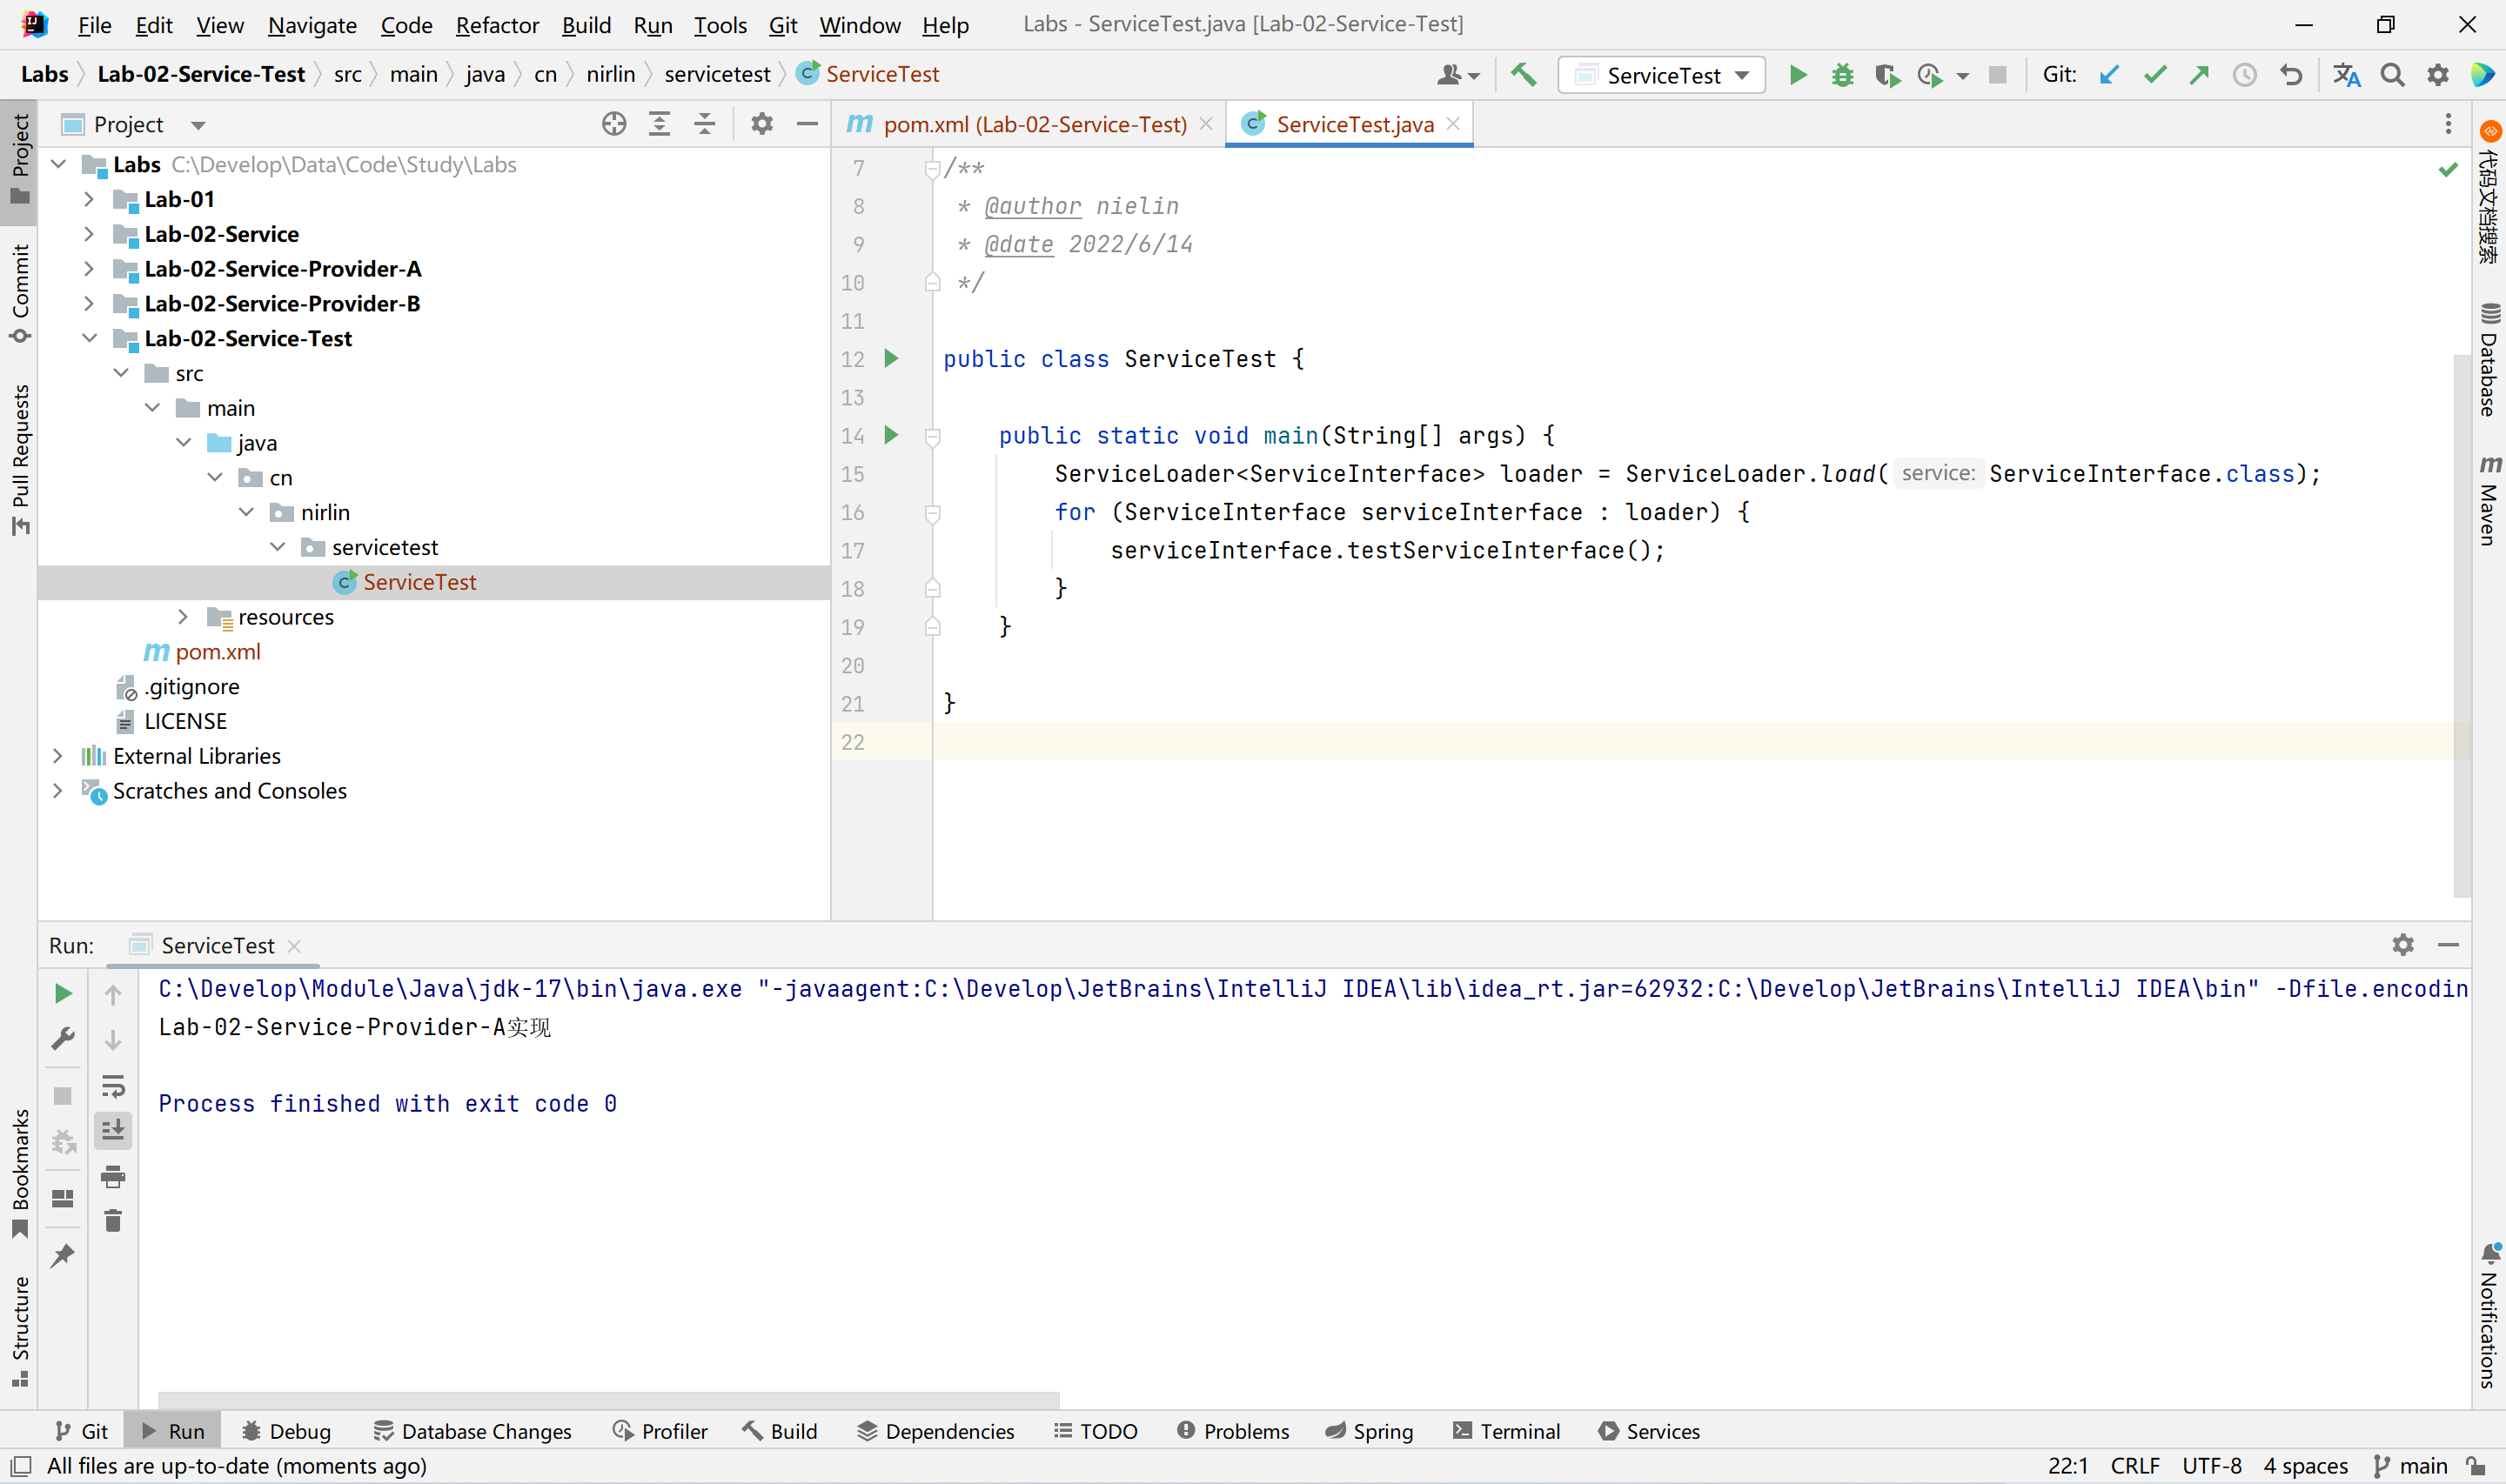 File Edit View Navigate Code Refactor Build Run Tools Git Window Help Labs - ServiceTest.java [Lab-02-Service-Test]
Labs Lab-02-Service-Test src main java cn nirlin servicetest ServiceTest ServiceTest Git:
Project
Labs C:\Develop\Data\Code\Study\Labs
Lab-01
Lab-02-Service
Lab-02-Service-Provider-A
Lab-02-Service-Provider-B
Lab-02-Service-Test
src
main
java
cn
nirlin
servicetest
ServiceTest
resources
pom.xml
.gitignore
LICENSE
External Libraries
Scratches and Consoles
pom.xml (Lab-02-Service-Test) ServiceTest.java
7 /**
8 * @author nielin
9 * @date 2022/6/14
10 */
11
12 public class ServiceTest {
13
14 public static void main(String[] args) {
15 ServiceLoader<ServiceInterface> loader = ServiceLoader.load( service: ServiceInterface.class);
16 for (ServiceInterface serviceInterface : loader) {
17 serviceInterface.testServiceInterface();
18 }
19 }
20
21 }
22
Project
Commit
Pull Requests
Bookmarks
Structure
代码文档搜索
Database
Maven
Notifications
Run: ServiceTest
C:\Develop\Module\Java\jdk-17\bin\java.exe "-javaagent:C:\Develop\JetBrains\IntelliJ IDEA\lib\idea_rt.jar=62932:C:\Develop\JetBrains\IntelliJ IDEA\bin" -Dfile.encodin
Lab-02-Service-Provider-A实现
Process finished with exit code 0
Git Run Debug Database Changes Profiler Build Dependencies TODO Problems Spring Terminal Services
All files are up-to-date (moments ago) 22:1 CRLF UTF-8 4 spaces main